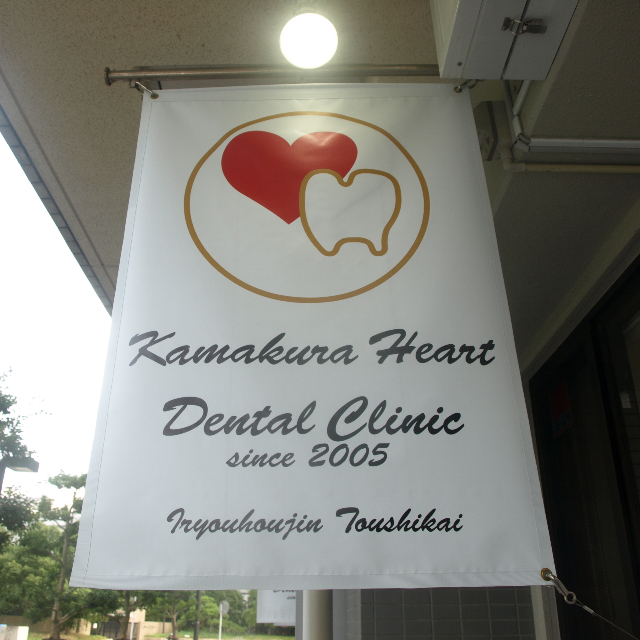 Kamakura Heart
Dental Clinic
since 2005
Iryouhoujin Toushikai